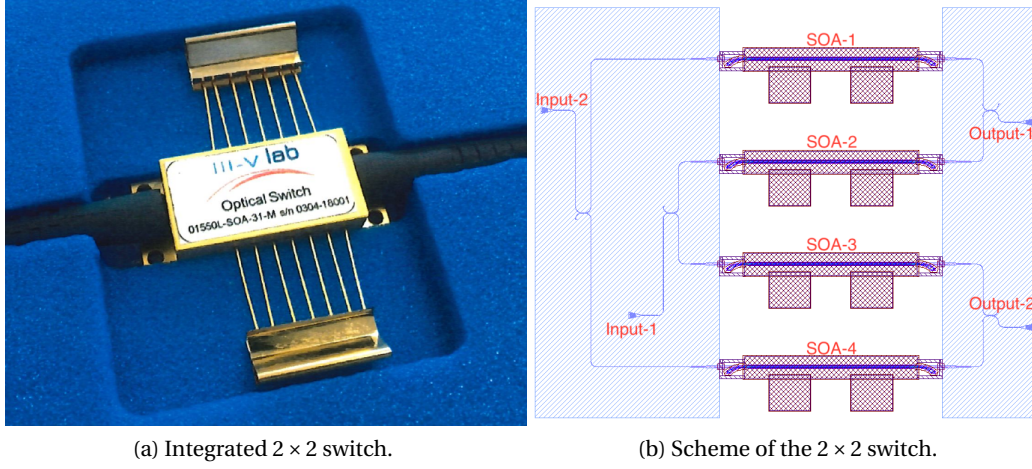 III-V lab
Optical Switch
01550L-SOA-31-M s/n 0304-18001
SOA-1
Input-2
Output-1
SOA-2
SOA-3
Output-2
Input-1
SOA-4
(a) Integrated 2 × 2 switch.
(b) Scheme of the 2 × 2 switch.